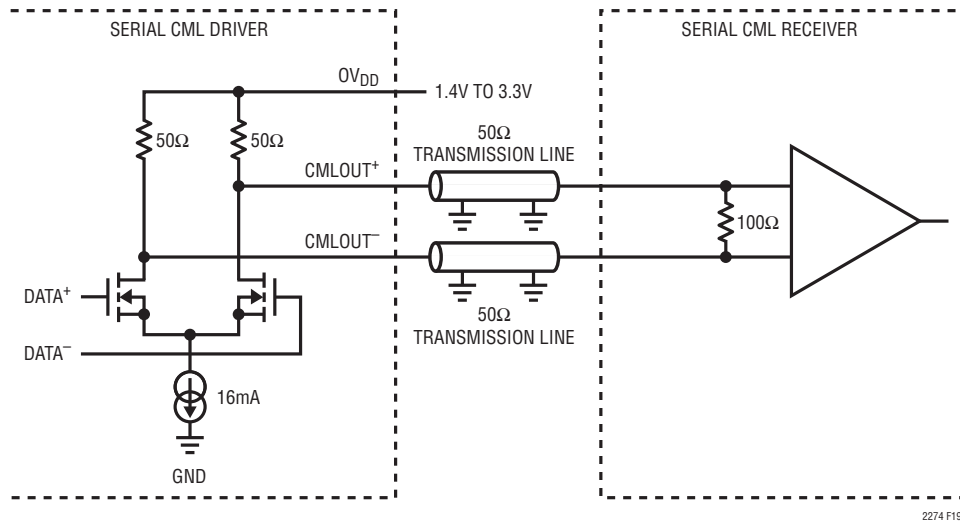 SERIAL CML DRIVER
SERIAL CML RECEIVER
OVDD
1.4V TO 3.3V
50Ω
50Ω
50Ω
TRANSMISSION LINE
CMLOUT+
CMLOUT–
100Ω
DATA+
DATA–
50Ω
TRANSMISSION LINE
16mA
GND
2274 F19